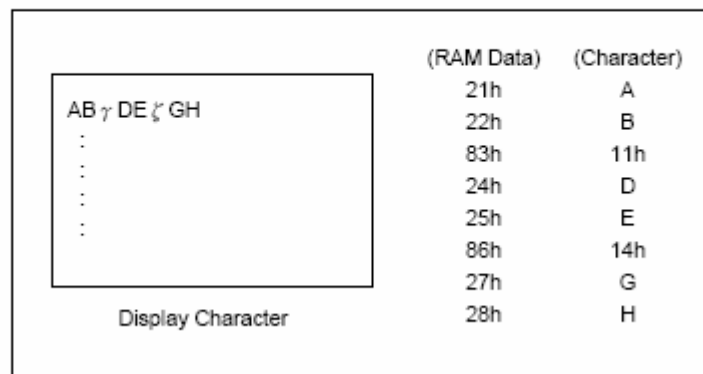 (RAM Data) (Character)
21h A
AB γ DE ζ GH
22h B
: 83h 11h
: 24h D
: 25h E
: 86h 14h
27h G
Display Character 28h H